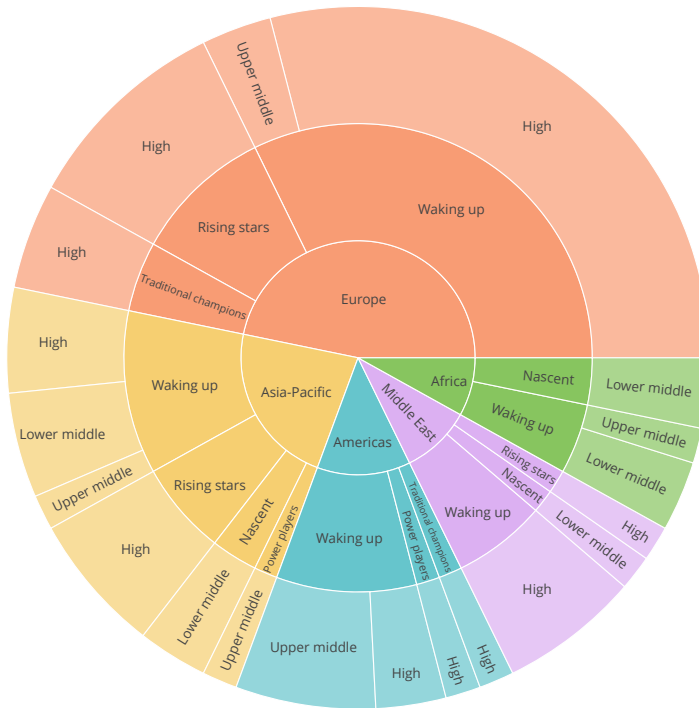 Europe
Waking up
High
Upper middle
Rising stars
High
Traditional champions
High
Asia-Pacific
Waking up
High
Lower middle
Upper middle
Rising stars
High
Nascent
Lower middle
Power players
Upper middle
Americas
Waking up
Upper middle
High
Power players
High
Traditional champions
High
Middle East
Waking up
High
Nascent
Lower middle
Rising stars
High
Africa
Waking up
Lower middle
Upper middle
Nascent
Lower middle